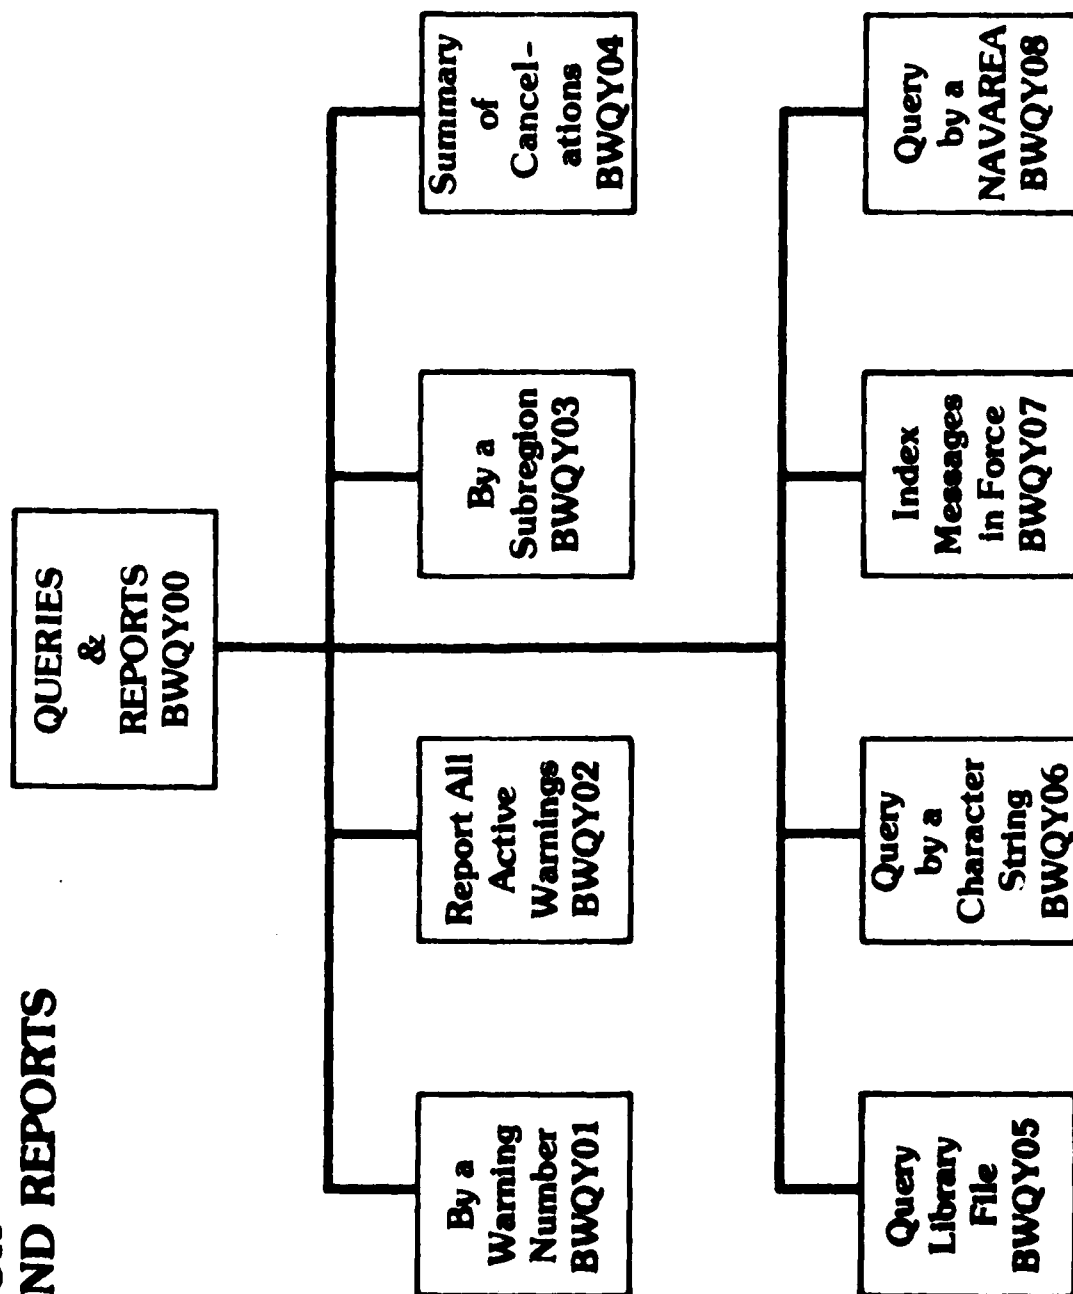 ND REPORTS
QUERIES
&
REPORTS
BWQY00
By a
Warning
Number
BWQY01
Report All
Active
Warnings
BWQY02
By a
Subregion
BWQY03
Summary
of
Cancel-
ations
BWQY04
Query
Library
File
BWQY05
Query
by a
Character
String
BWQY06
Index
Messages
in Force
BWQY07
Query
by a
NAVAREA
BWQY08